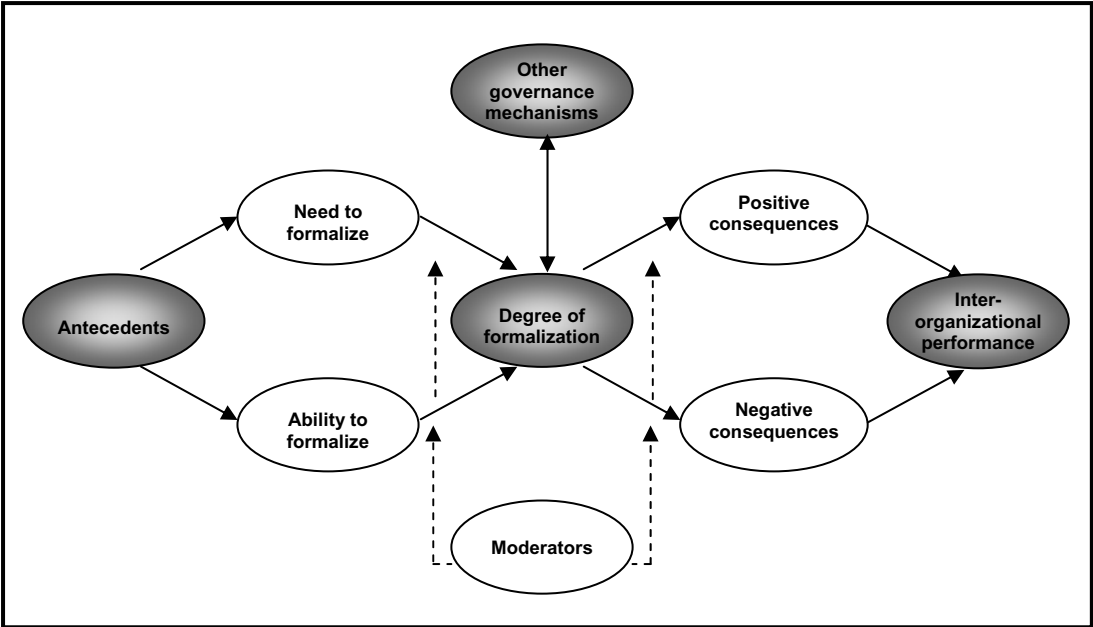 Other
governance
mechanisms
Need to
formalize
Positive
consequences
Antecedents
Degree of
formalization
Inter-
organizational
performance
Ability to
formalize
Negative
consequences
Moderators